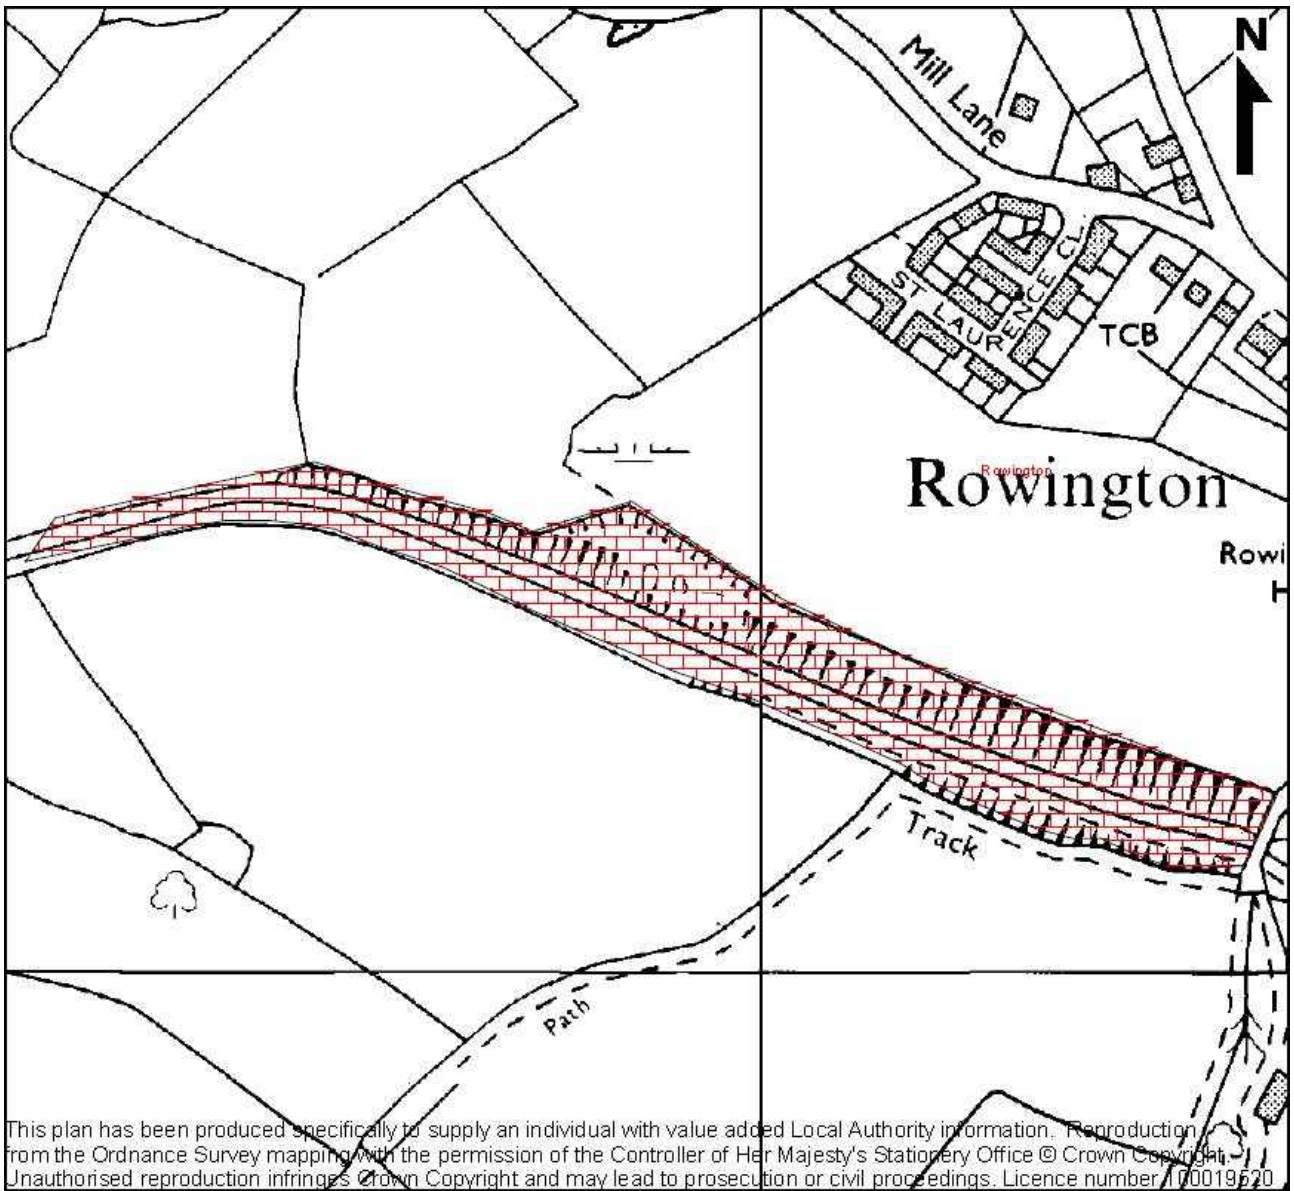 N
Mill Lane
ST LAURENCE CL.
TCB
Rowington
Rowington
Rowi
Track
Path
This plan has been produced specifically to supply an individual with value added Local Authority information. Reproduction
from the Ordnance Survey mapping with the permission of the Controller of Her Majesty's Stationery Office © Crown Copyright.
Unauthorised reproduction infringes Crown Copyright and may lead to prosecution or civil proceedings. Licence number 100019520